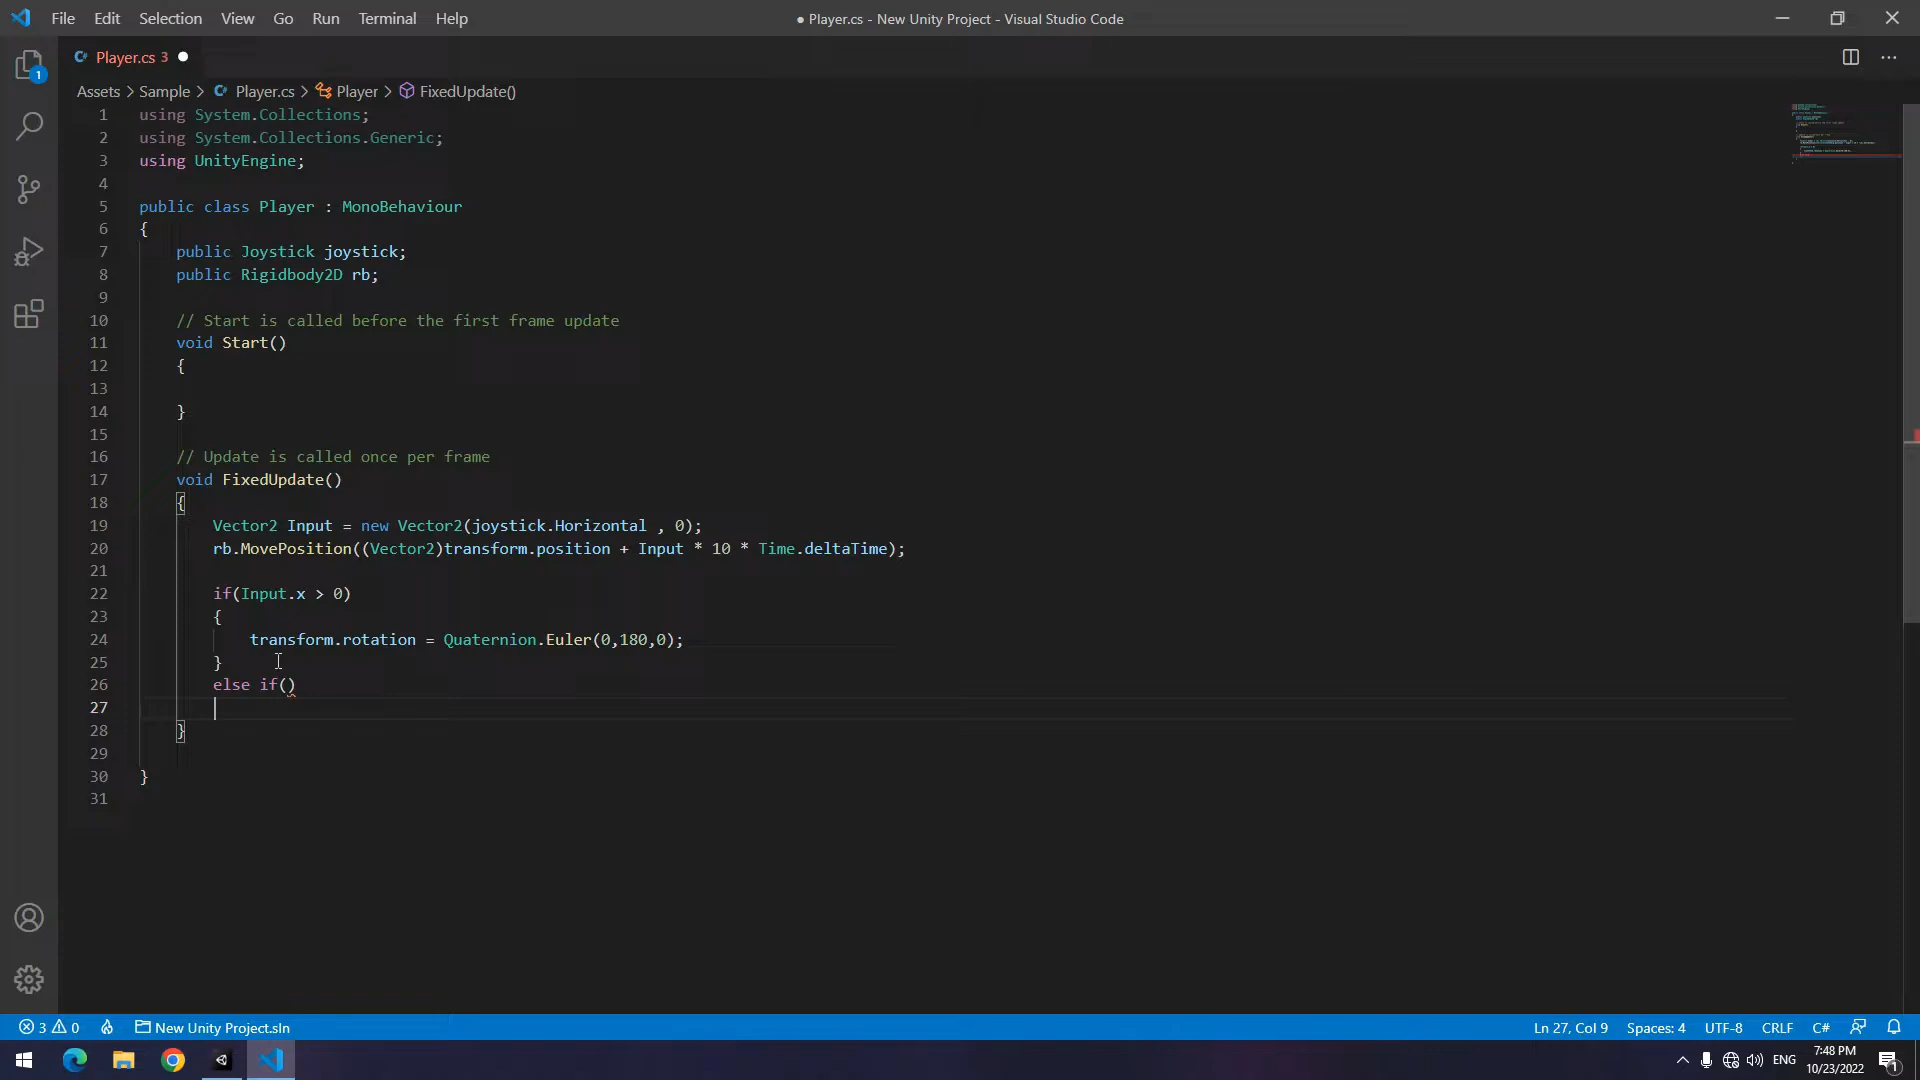 File Edit Selection View Go Run Terminal Help
● Player.cs - New Unity Project - Visual Studio Code
1
C# Player.cs 3 ●
Assets > Sample > C# Player.cs > Player > FixedUpdate()
1 using System.Collections;
2 using System.Collections.Generic;
3 using UnityEngine;
4
5 public class Player : MonoBehaviour
6 {
7 public Joystick joystick;
8 public Rigidbody2D rb;
9
10 // Start is called before the first frame update
11 void Start()
12 {
13
14 }
15
16 // Update is called once per frame
17 void FixedUpdate()
18 {
19 Vector2 Input = new Vector2(joystick.Horizontal , 0);
20 rb.MovePosition((Vector2)transform.position + Input * 10 * Time.deltaTime);
21
22 if(Input.x > 0)
23 {
24 transform.rotation = Quaternion.Euler(0,180,0);
25 }
26 else if()
27
28 }
29
30 }
31
3 0 New Unity Project.sln
Ln 27, Col 9 Spaces: 4 UTF-8 CRLF C#
ENG
7:48 PM
10/23/2022
1